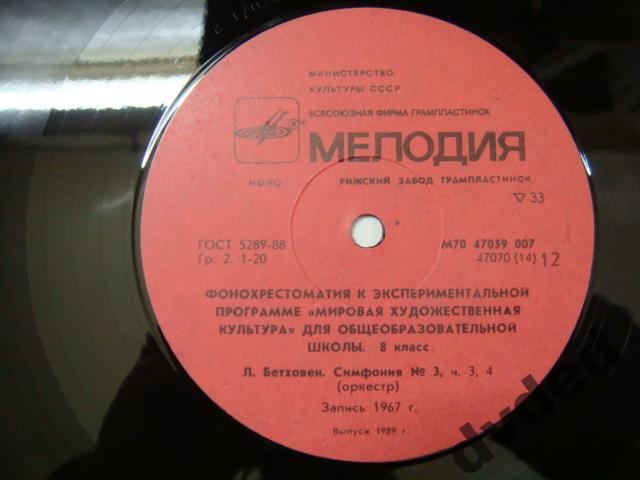 МИНИСТЕРСТВО
КУЛЬТУРЫ СССР
ВСЕСОЮЗНАЯ ФИРМА ГРАМПЛАСТИНОК
МЕЛОДИЯ
МОНО
РИЖСКИЙ ЗАВОД ГРАМПЛАСТИНОК
▽ 33
ГОСТ 5289-88
Гр. 2. 1-20
М70 47059 007
47070 (14) 12
ФОНОХРЕСТОМАТИЯ К ЭКСПЕРИМЕНТАЛЬНОЙ
ПРОГРАММЕ «МИРОВАЯ ХУДОЖЕСТВЕННАЯ
КУЛЬТУРА» ДЛЯ ОБЩЕОБРАЗОВАТЕЛЬНОЙ
ШКОЛЫ. 8 класс
Л. Бетховен. Симфония № 3, ч. 3, 4
(оркестр)
Запись 1967 г.
Выпуск 1989 г.
dvded